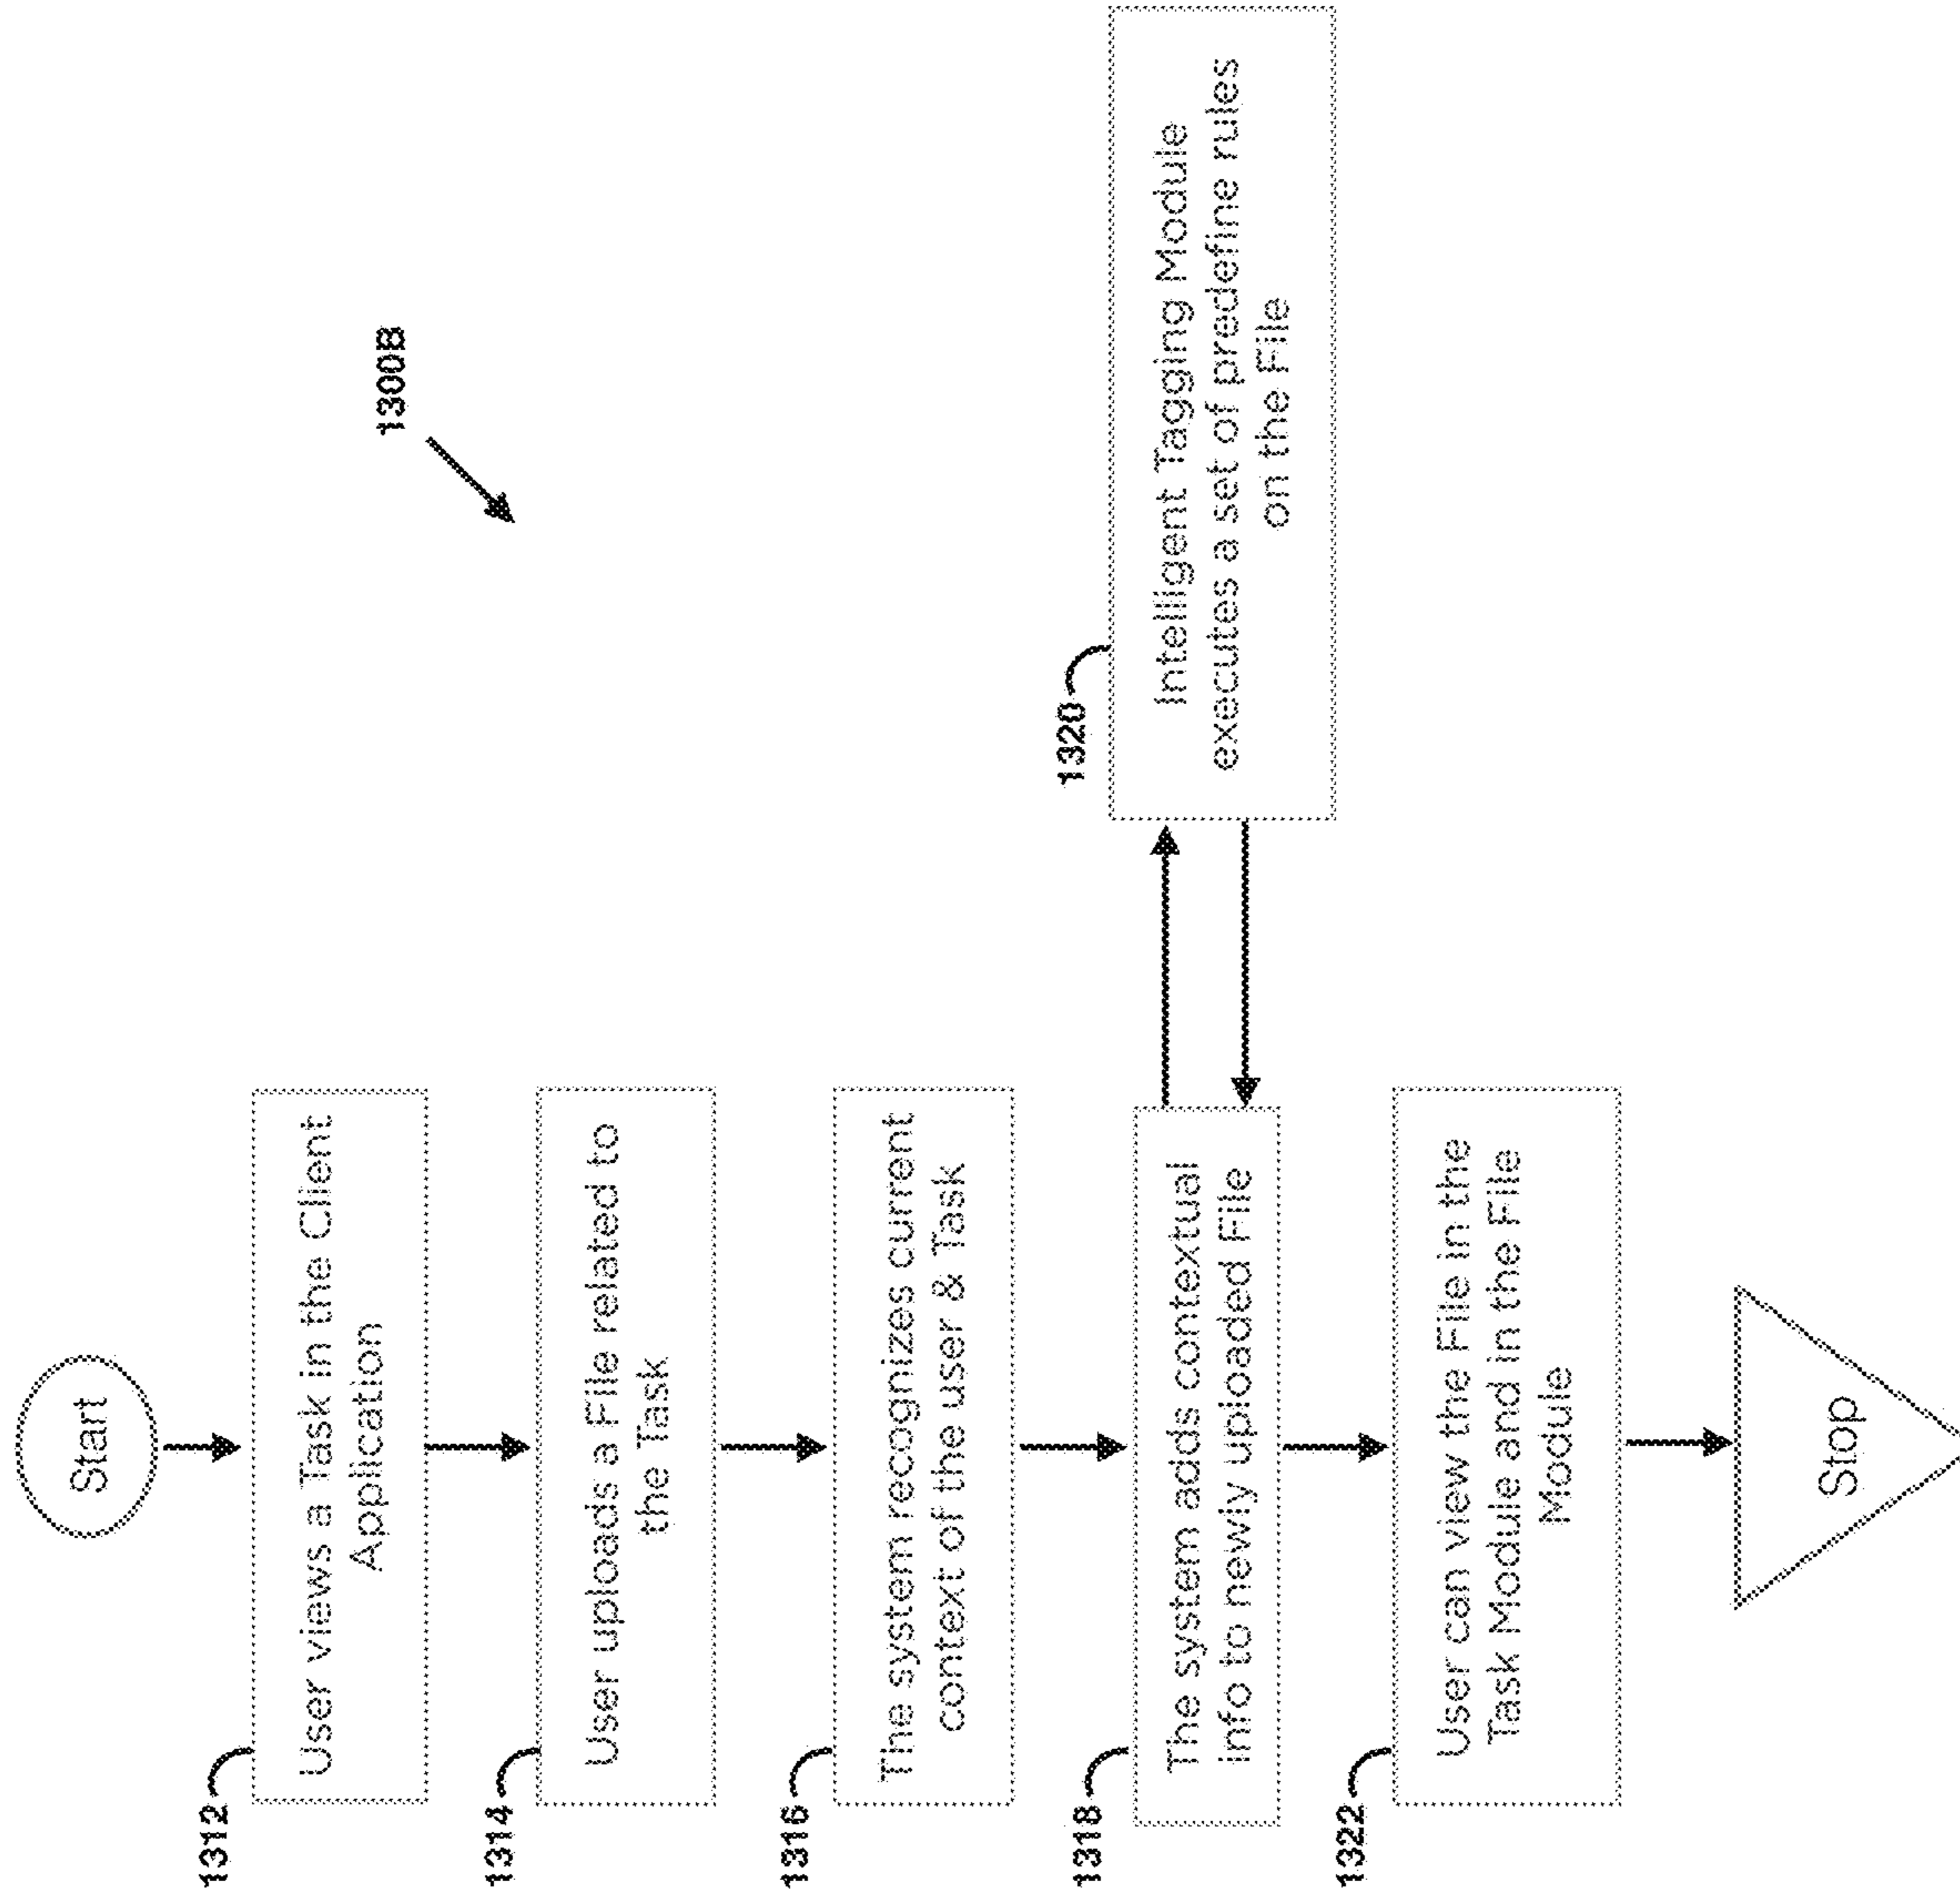 1300B
Start
1312
User views a Task in the Client
Application
1314
User uploads a File related to
the Task
1316
The system recognizes current
context of the user & Task
1318
The system adds contextual
info to newly uploaded File
1320
Intelligent Tagging Module
executes a set of predefine rules
on the File
1322
User can view the File in the
Task Module and in the File
Module
Stop